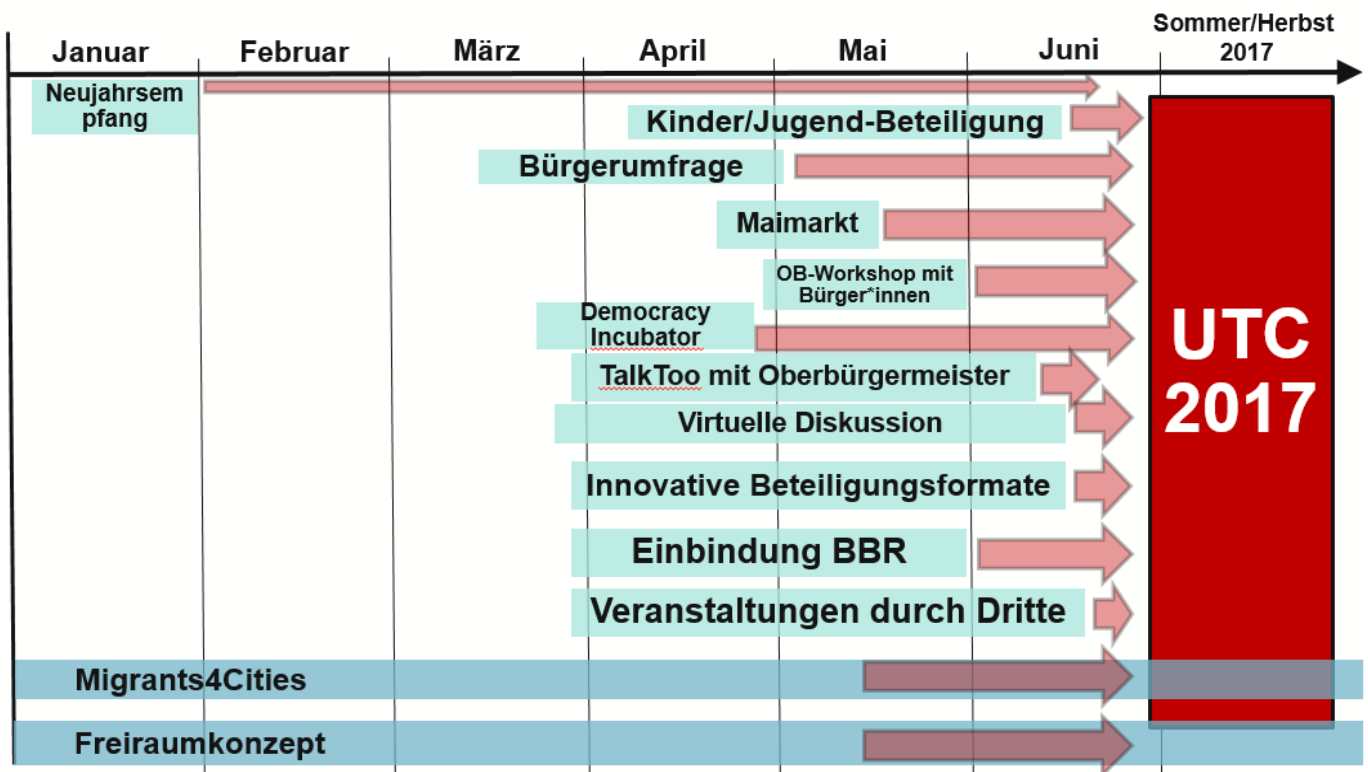 Januar
Februar
März
April
Mai
Juni
Sommer/Herbst
2017
Neujahrsem
pfang
Kinder/Jugend-Beteiligung
Bürgerumfrage
Maimarkt
OB-Workshop mit
Bürger*innen
Democracy
Incubator
TalkToo mit Oberbürgermeister
Virtuelle Diskussion
Innovative Beteiligungsformate
Einbindung BBR
Veranstaltungen durch Dritte
Migrants4Cities
Freiraumkonzept
UTC
2017